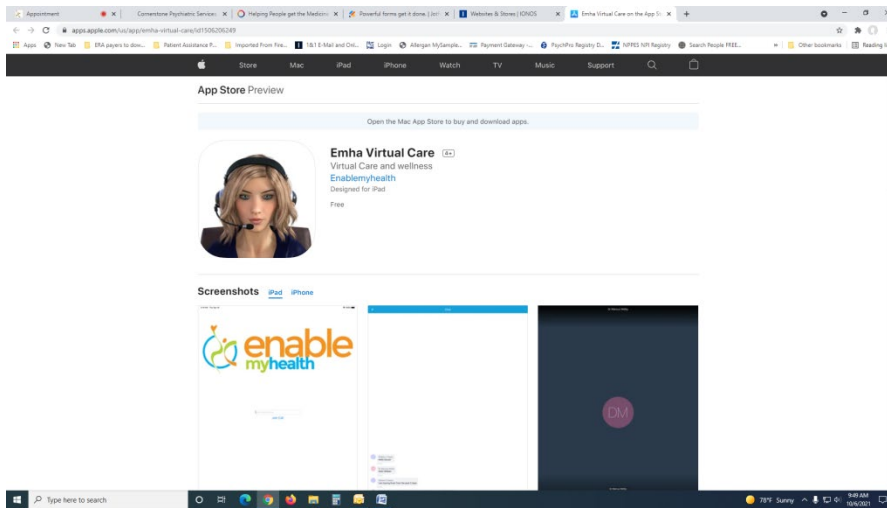 Appointment
Cornerstone Psychiatric Services
Helping People get the Medicin
Powerful forms get it done. | Jotf
Websites & Stores | IONOS
Emha Virtual Care on the App St
apps.apple.com/us/app/emha-virtual-care/id1506206249
Apps
New Tab
ERA payers to dow...
Patient Assistance P...
Imported From Fire...
1&1 E-Mail and Onli...
Login
Allergan MySample...
Payment Gateway -...
PsychPro Registry D...
NPPES NPI Registry
Search People FREE...
Other bookmarks
Reading li
Store
Mac
iPad
iPhone
Watch
TV
Music
Support
App Store Preview
Open the Mac App Store to buy and download apps.
Emha Virtual Care 4+
Virtual Care and wellness
Enablemyhealth
Designed for iPad
Free
Screenshots iPad iPhone
enable
myhealth
DM
Type here to search
78°F Sunny
9:49 AM
10/6/2021